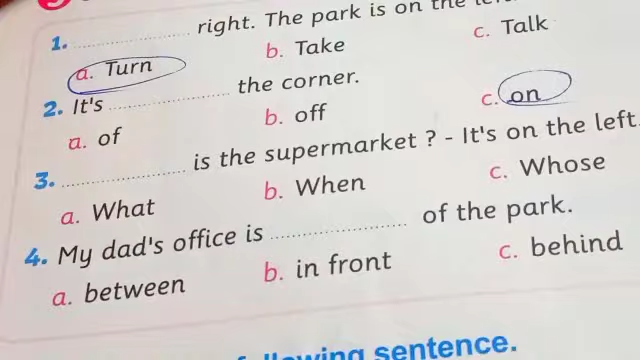 1. .................... right. The park is on the
a. Turn b. Take c. Talk
2. It's .................... the corner.
a. of b. off c. on
3. .................... is the supermarket ? - It's on the left.
a. What b. When c. Whose
4. My dad's office is .................... of the park.
a. between b. in front c. behind
following sentence.